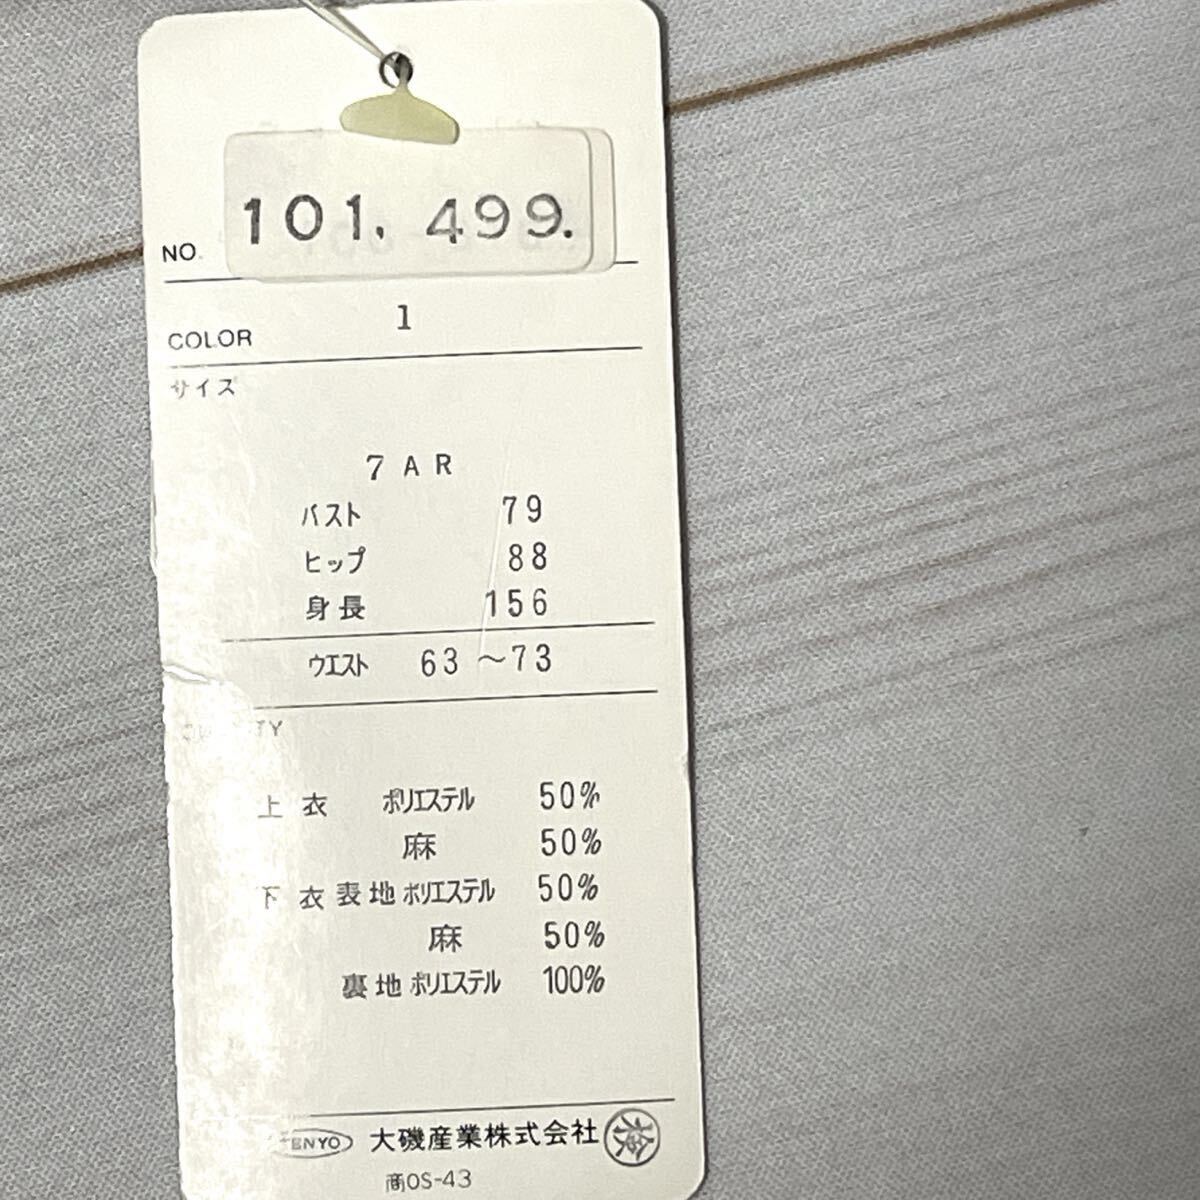 NO. 101. 499.
COLOR 1
サイズ
7AR
バスト 79
ヒップ 88
身長 156
ウエスト 63〜73
上衣 ポリエステル 50%
麻 50%
下衣表地ポリエステル 50%
麻 50%
裏地ポリエステル 100%
大磯産業株式会社 検
商OS-43